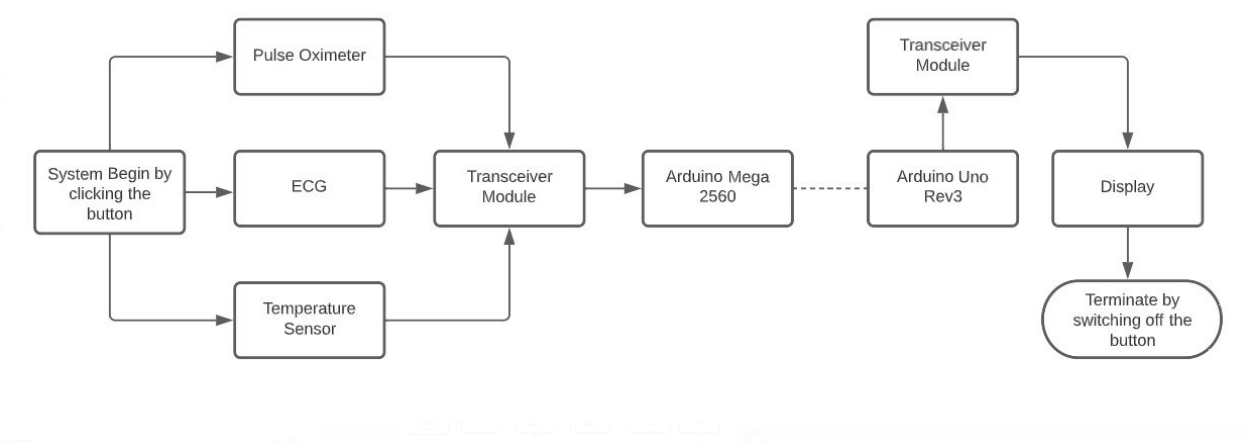 Pulse Oximeter
Transceiver
Module
System Begin by
clicking the
button
ECG
Transceiver
Module
Arduino Mega
2560
Arduino Uno
Rev3
Display
Temperature
Sensor
Terminate by
switching off the
button